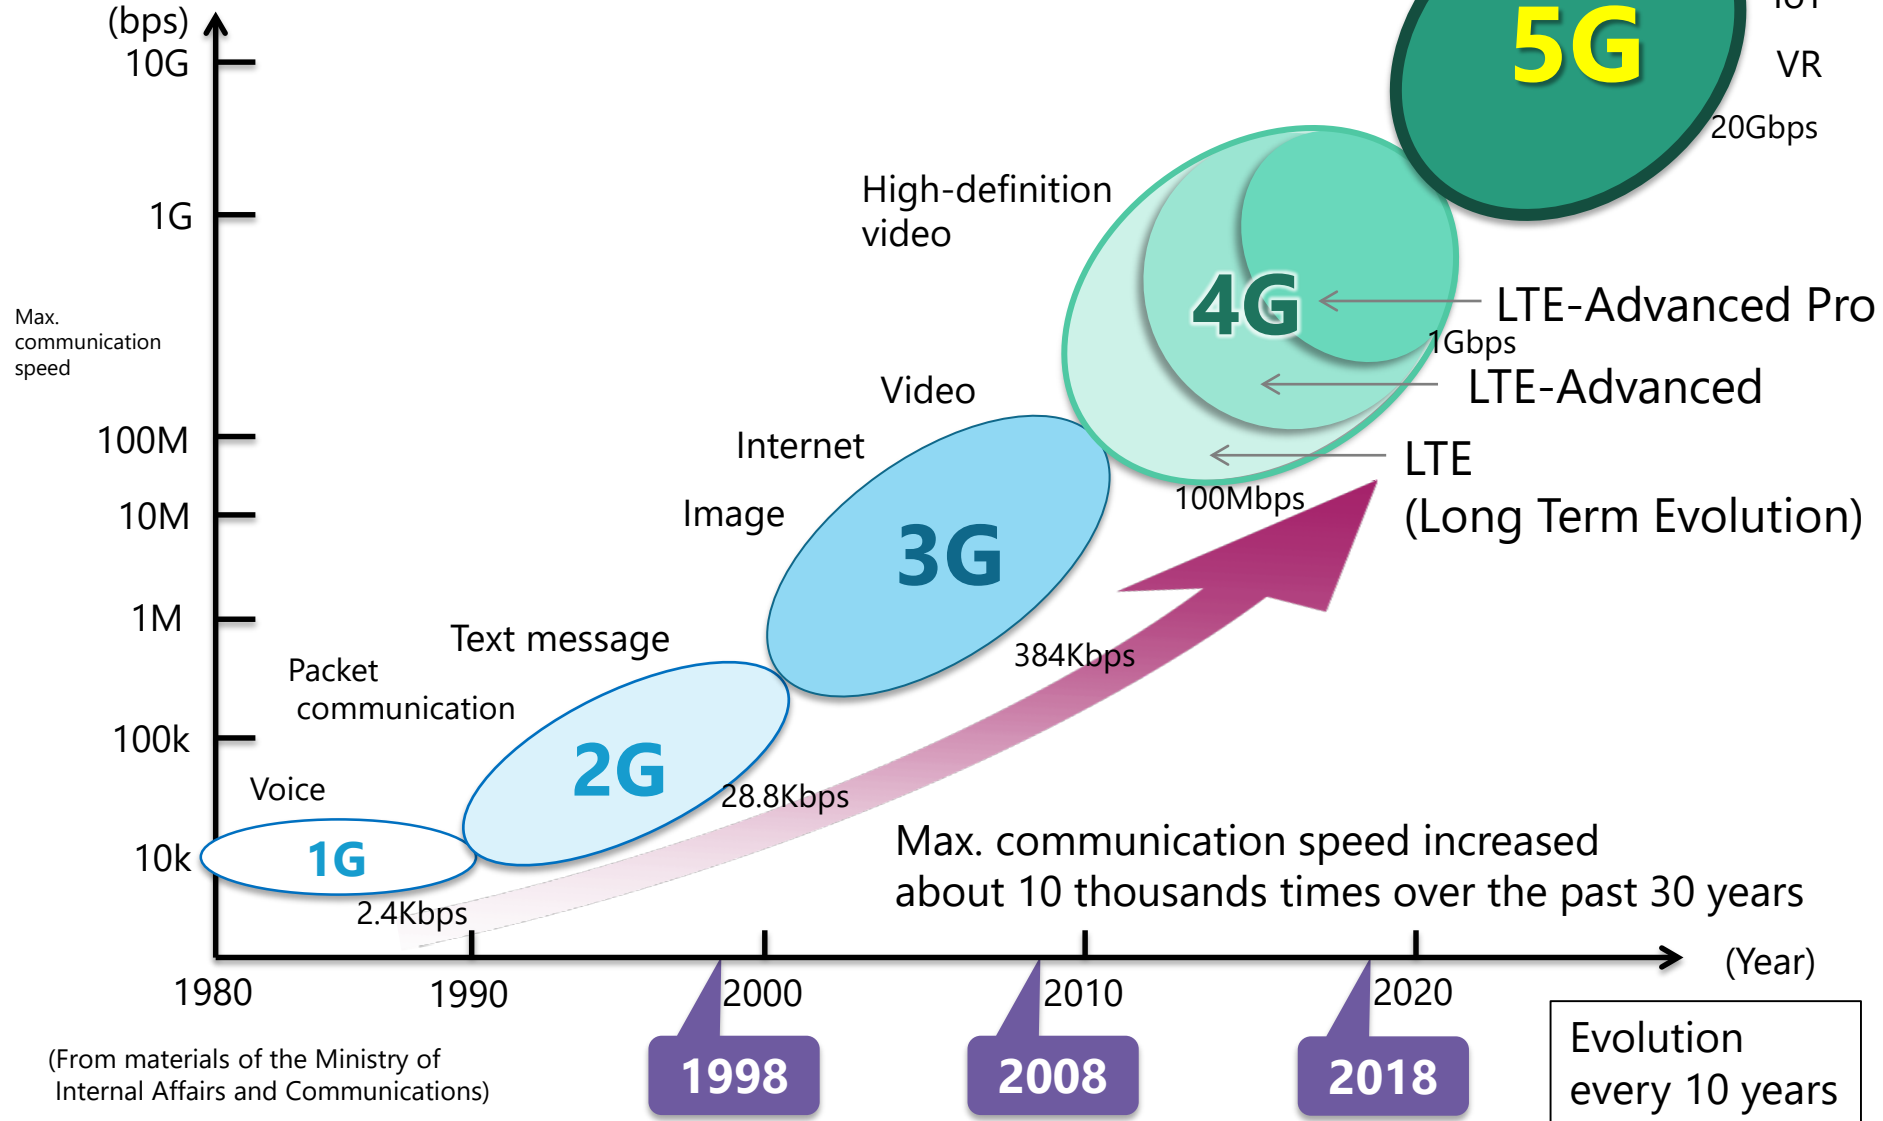 (bps)
10G
1G
Max.
communication
speed
100M
10M
1M
100k
10k
5G
VR
20Gbps
High-definition
video
4G
LTE-Advanced Pro
1Gbps
LTE-Advanced
LTE
(Long Term Evolution)
100Mbps
Video
Internet
Image
3G
384Kbps
Text message
Packet
communication
2G
28.8Kbps
Voice
1G
2.4Kbps
Max. communication speed increased
about 10 thousands times over the past 30 years
(Year)
1980
1990
2000
2010
2020
1998
2008
2018
(From materials of the Ministry of
Internal Affairs and Communications)
Evolution
every 10 years